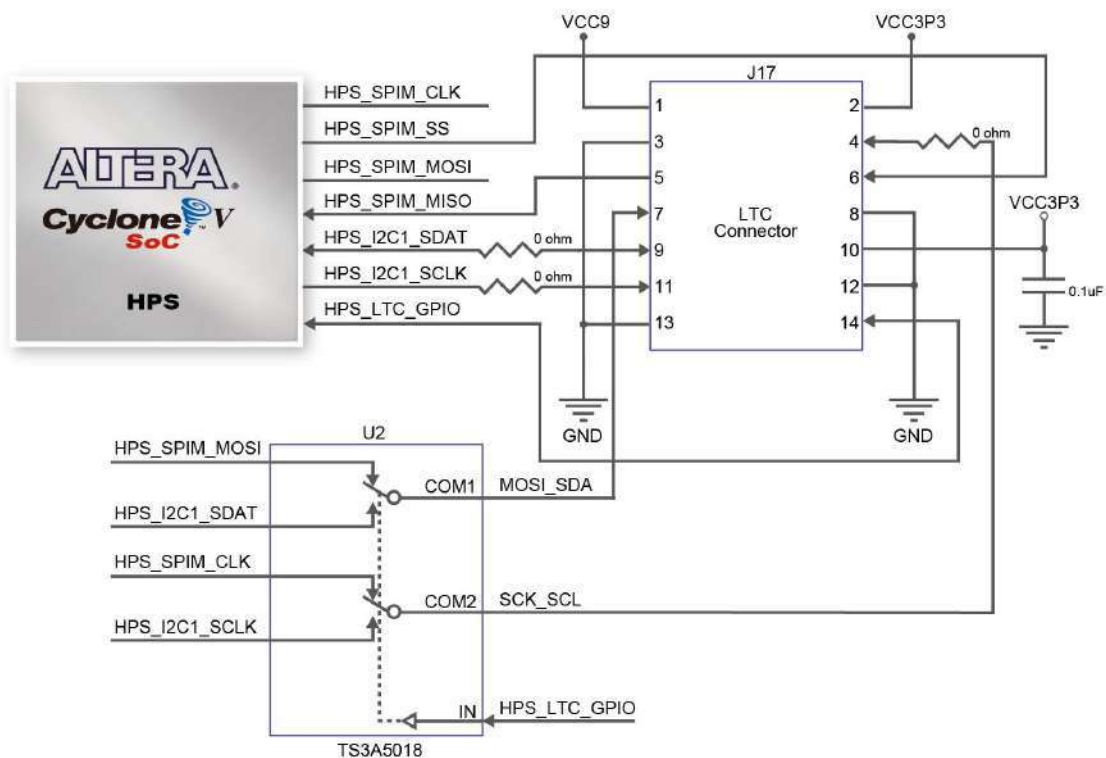 VCC9
VCC3P3
J17
HPS_SPIM_CLK
HPS_SPIM_SS
HPS_SPIM_MOSI
HPS_SPIM_MISO
HPS_I2C1_SDAT
HPS_I2C1_SCLK
HPS_LTC_GPIO
ALTERA®
Cyclone V
™
SoC
HPS
0 ohm
0 ohm
1
3
5
7
9
11
13
LTC
Connector
2
4
6
8
10
12
14
0 ohm
VCC3P3
0.1uF
GND
GND
U2
HPS_SPIM_MOSI
HPS_I2C1_SDAT
HPS_SPIM_CLK
HPS_I2C1_SCLK
COM1
MOSI_SDA
COM2
SCK_SCL
IN
HPS_LTC_GPIO
TS3A5018